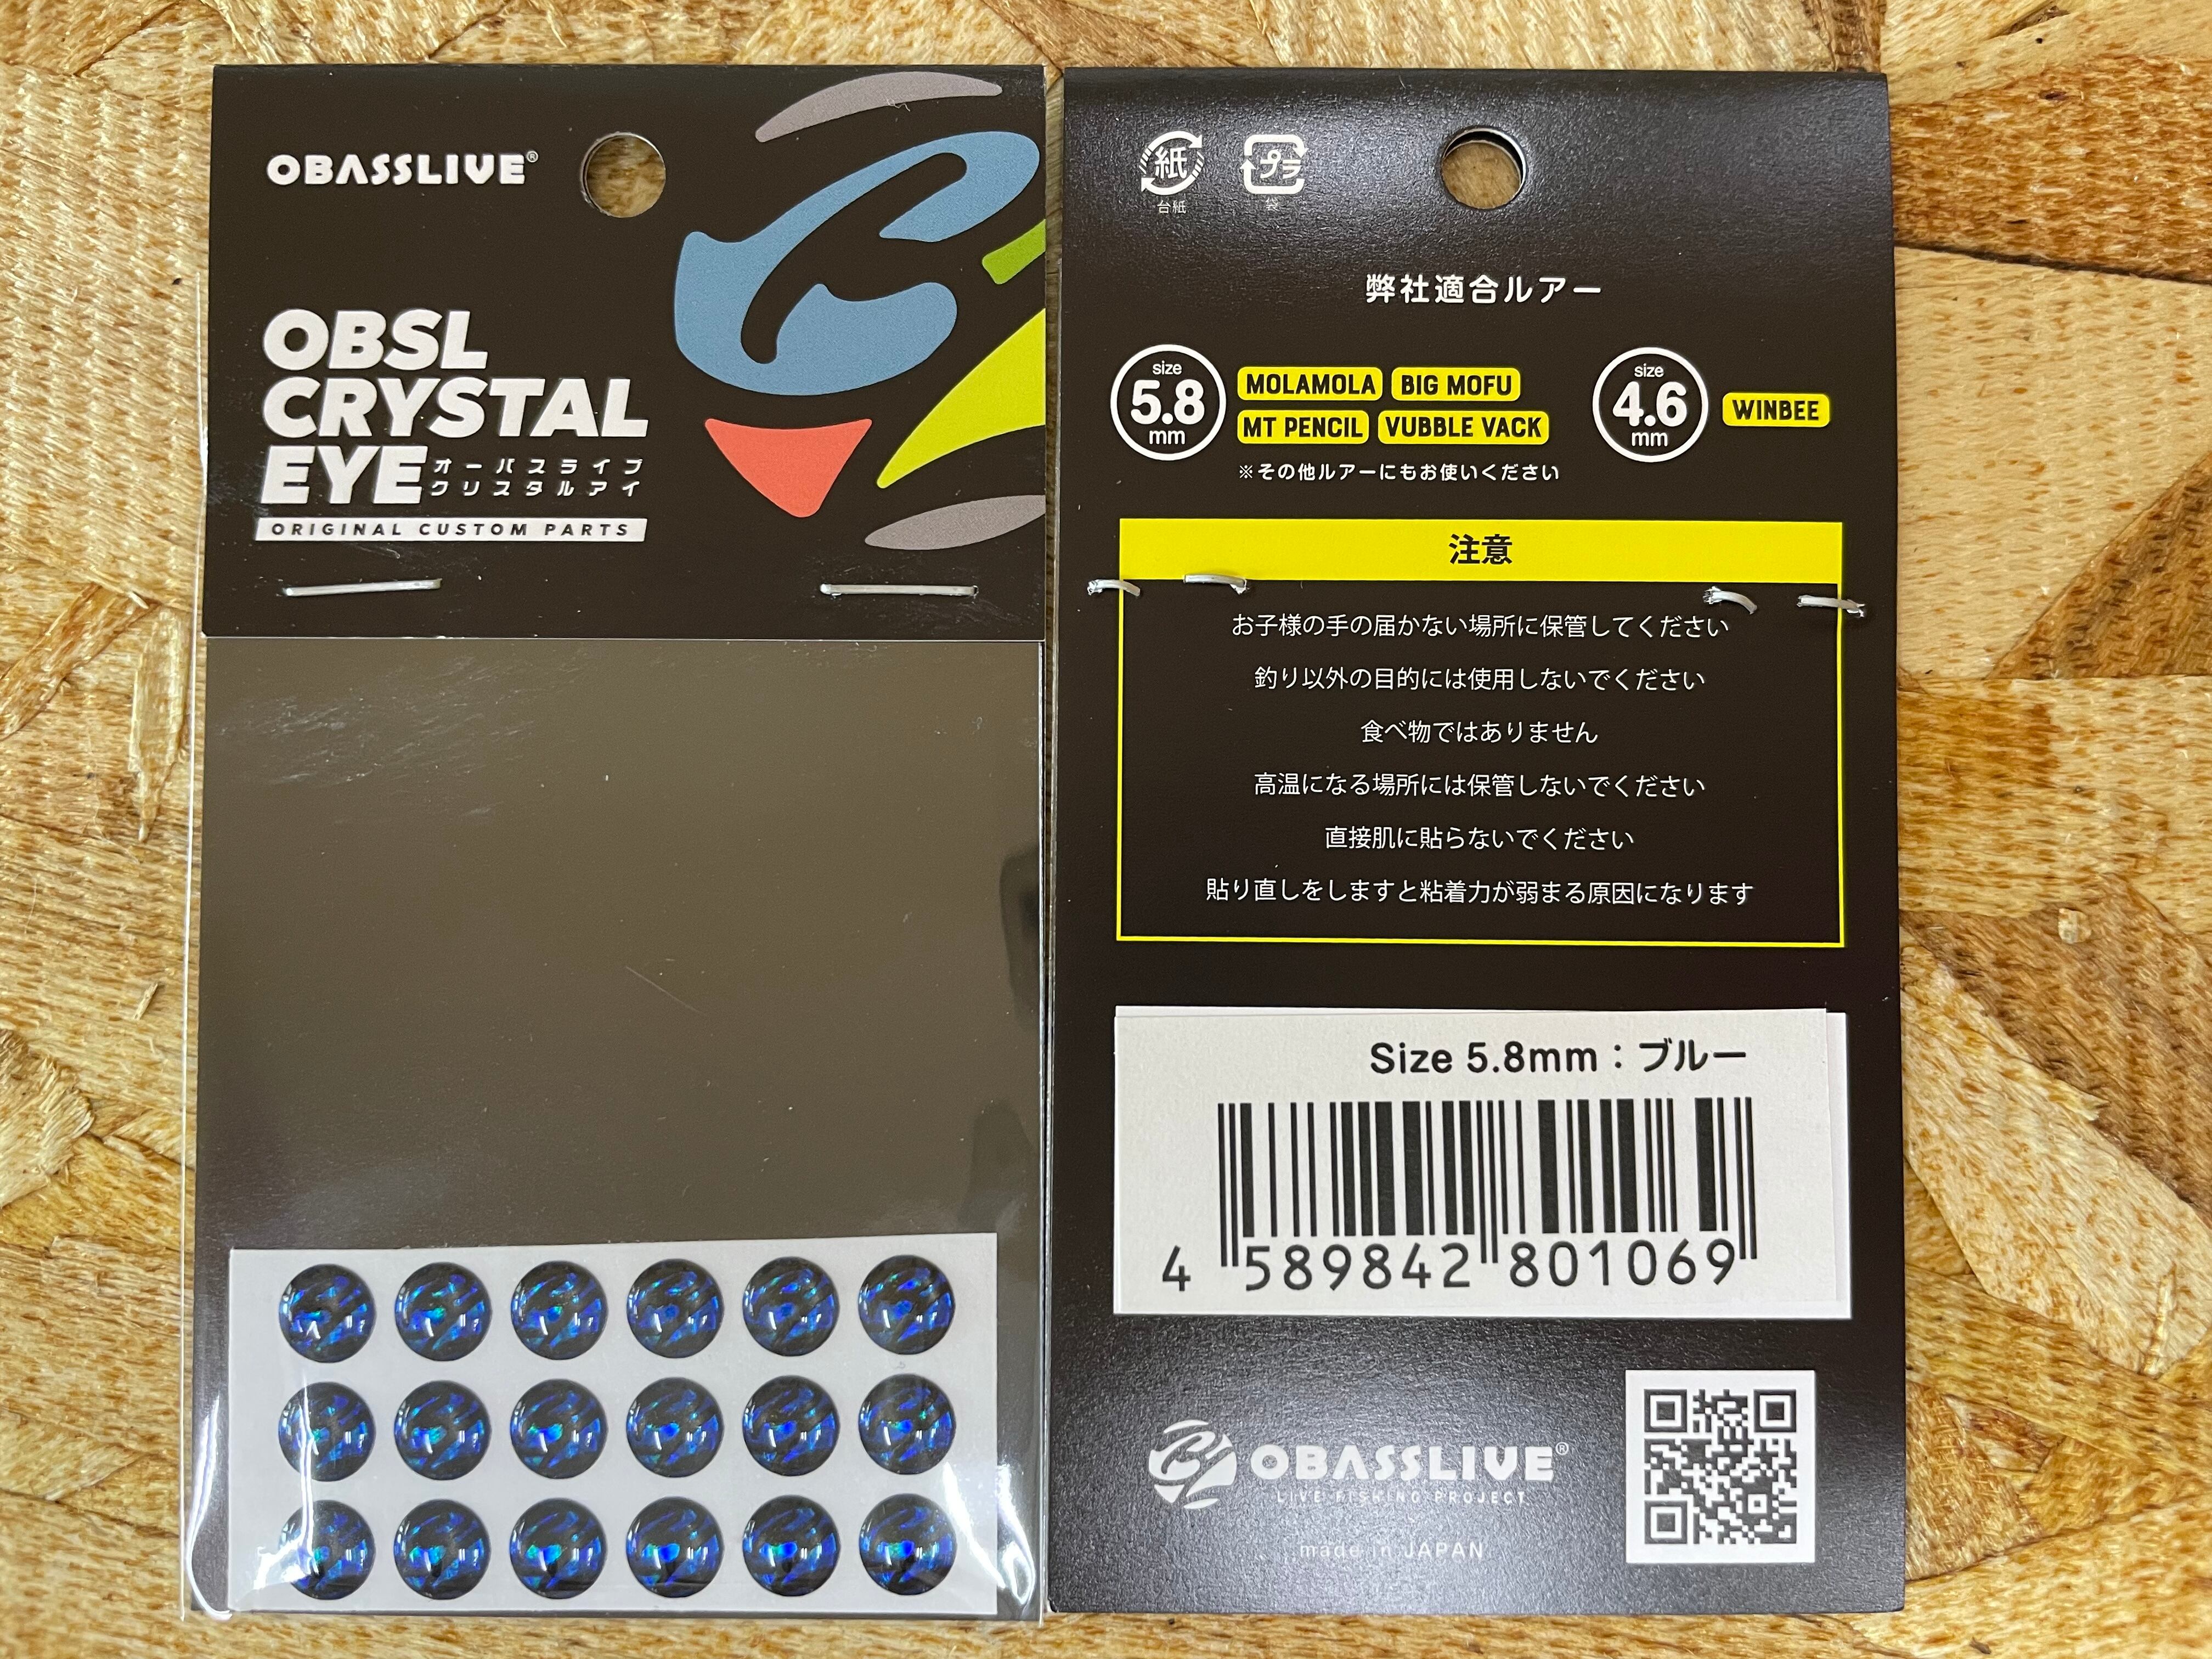 OBASSLIVE®
OBSL
CRYSTAL
EYE
オーバスライブ
クリスタルアイ
ORIGINAL CUSTOM PARTS
紙
プラ
台紙
袋
弊社適合ルアー
size
5.8
mm
MOLAMOLA
BIG MOFU
MT PENCIL
VUBBLE VACK
size
4.6
mm
WINBEE
※その他ルアーにもお使いください
注意
お子様の手の届かない場所に保管してください
釣り以外の目的には使用しないでください
食べ物ではありません
高温になる場所には保管しないでください
直接肌に貼らないでください
貼り直しをしますと粘着力が弱まる原因になります
Size 5.8mm：ブルー
4 589842 801069
OBASSLIVE®
LIVE FISHING PROJECT
made in JAPAN